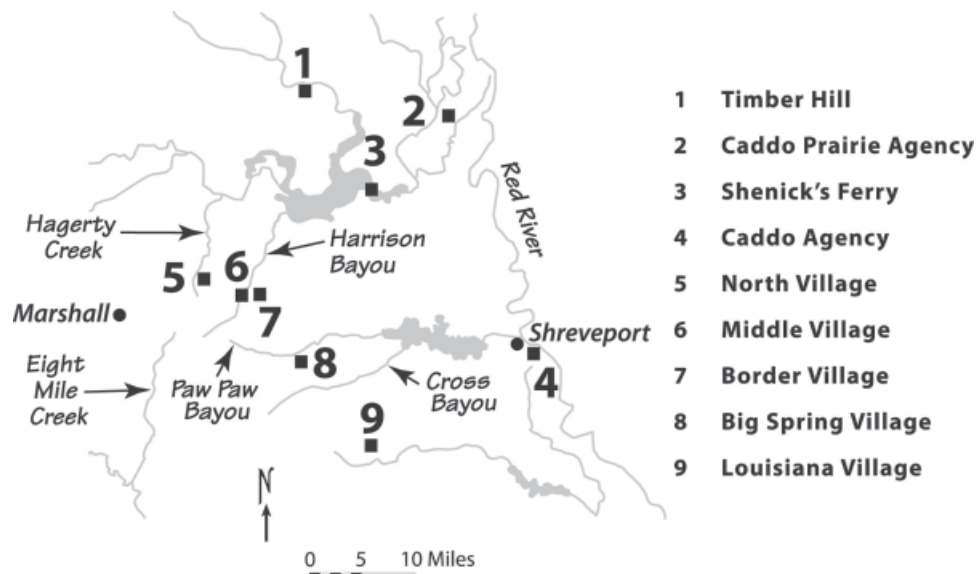 1
2
3
Red River
Hagerty
Creek
Harrison
Bayou
5
6
7
Marshall
Shreveport
4
Eight
Mile
Creek
Paw Paw
Bayou
8
Cross
Bayou
9
N
0 5 10 Miles
1 Timber Hill
2 Caddo Prairie Agency
3 Shenick's Ferry
4 Caddo Agency
5 North Village
6 Middle Village
7 Border Village
8 Big Spring Village
9 Louisiana Village